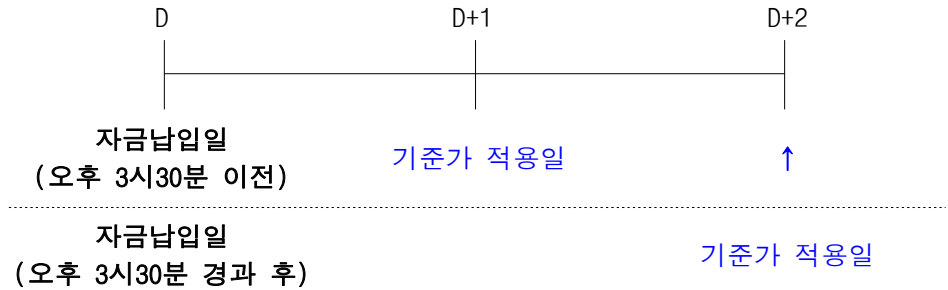 D D+1 D+2
자금납입일
(오후 3시30분 이전) 기준가 적용일 ↑
자금납입일
(오후 3시30분 경과 후) 기준가 적용일